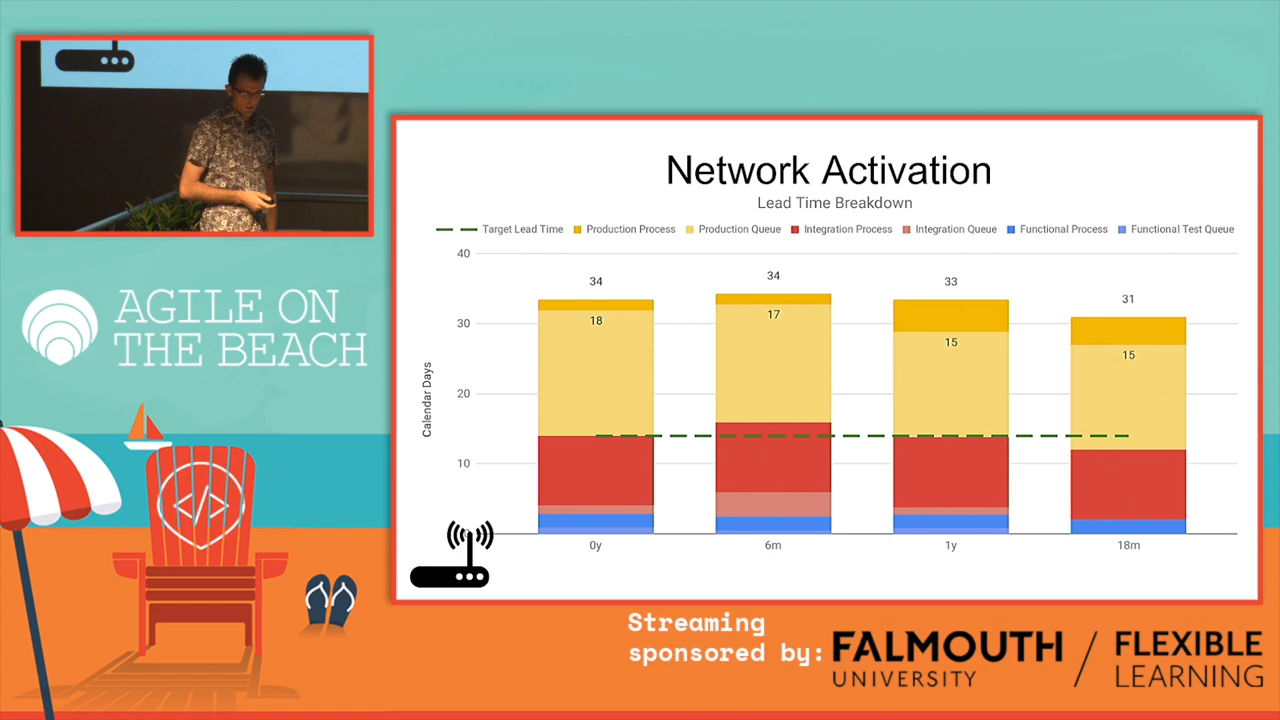 AGILE ON
THE BEACH
</>
Network Activation
Lead Time Breakdown
Target Lead Time Production Process Production Queue Integration Process Integration Queue Functional Process Functional Test Queue
Calendar Days
40
30
20
10
34 34 33 31
18 17 15 15
0y 6m 1y 18m
Streaming
sponsored by:
FALMOUTH
UNIVERSITY
/
FLEXIBLE
LEARNING